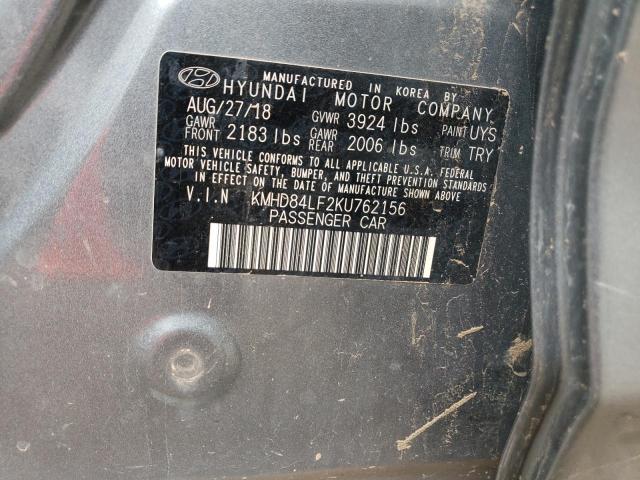 MANUFACTURED IN KOREA BY
HYUNDAI MOTOR COMPANY
AUG/27/18 GVWR 3924 lbs PAINT UYS
GAWR FRONT 2183 lbs GAWR REAR 2006 lbs TRIM TRY
THIS VEHICLE CONFORMS TO ALL APPLICABLE U.S.A. FEDERAL
MOTOR VEHICLE SAFETY, BUMPER, AND THEFT PREVENTION STANDARDS
IN EFFECT ON THE DATE OF MANUFACTURE SHOWN ABOVE
V.I.N KMHD84LF2KU762156
PASSENGER CAR